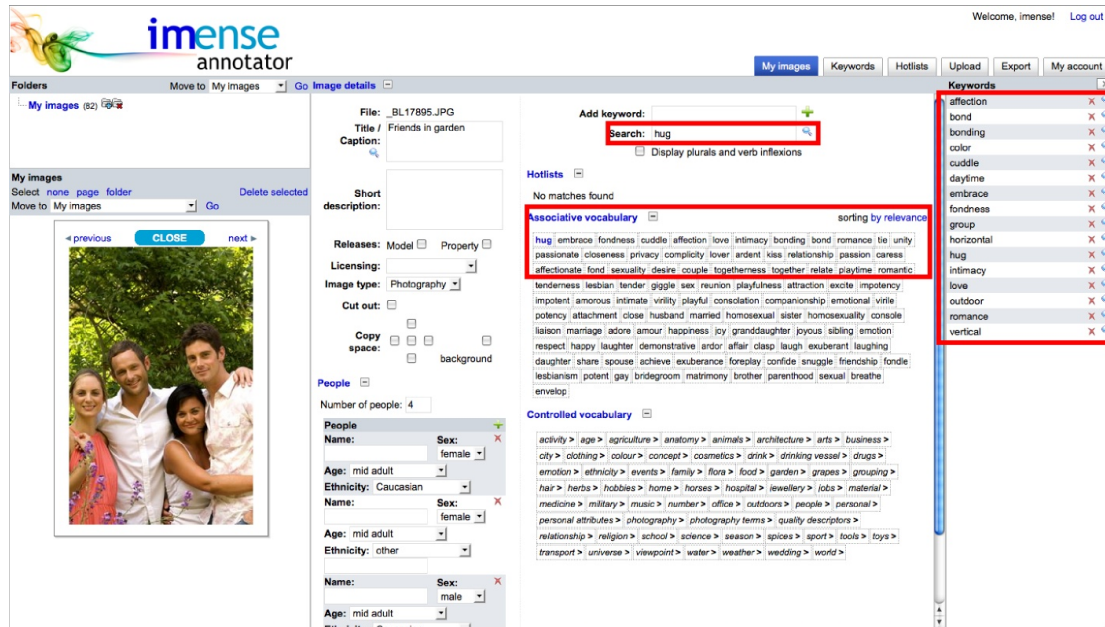 Welcome, imense! Log out
imense
annotator
My images Keywords Hotlists Upload Export My account
Folders Move to My Images Go
My images (82)
My images
Select none page folder Delete selected
Move to My images Go
previous CLOSE next
Image details
File: _BL17895.JPG
Title / Caption: Friends in garden
Short description:
Releases: Model Property
Licensing:
Image type: Photography
Cut out:
Copy space:
background
People
Number of people: 4
People
Name: Sex:
female
Age: mid adult
Ethnicity: Caucasian
Name: Sex:
female
Age: mid adult
Ethnicity: other
Name: Sex:
male
Age: mid adult
Add keyword:
Search: hug
Display plurals and verb inflexions
Hotlists
No matches found
Associative vocabulary sorting by relevance
hug embrace fondness cuddle affection love intimacy bonding bond romance tie unity
passionate closeness privacy complicity lover ardent kiss relationship passion caress
affectionate fond sexuality desire couple togetherness together relate playtime romantic
tenderness lesbian tender giggle sex reunion playfulness attraction excite impotency
impotent amorous intimate virility playful consolation companionship emotional virile
potency attachment close husband married homosexual sister homosexuality console
liaison marriage adore amour happiness joy granddaughter joyous sibling emotion
respect happy laughter demonstrative ardor affair clasp laugh exuberant laughing
daughter share spouse achieve exuberance foreplay confide snuggle friendship fondle
lesbianism potent gay bridegroom matrimony brother parenthood sexual breathe
envelop
Controlled vocabulary
activity > age > agriculture > anatomy > animals > architecture > arts > business >
city > clothing > colour > concept > cosmetics > drink > drinking vessel > drugs >
emotion > ethnicity > events > family > flora > food > garden > grapes > grouping >
hair > herbs > hobbies > home > horses > hospital > jewellery > jobs > material >
medicine > military > music > number > office > outdoors > people > personal >
personal attributes > photography > photography terms > quality descriptors >
relationship > religion > school > science > season > spices > sport > tools > toys >
transport > universe > viewpoint > water > weather > wedding > world >
Keywords
affection
bond
bonding
color
cuddle
daytime
embrace
fondness
group
horizontal
hug
intimacy
love
outdoor
romance
vertical